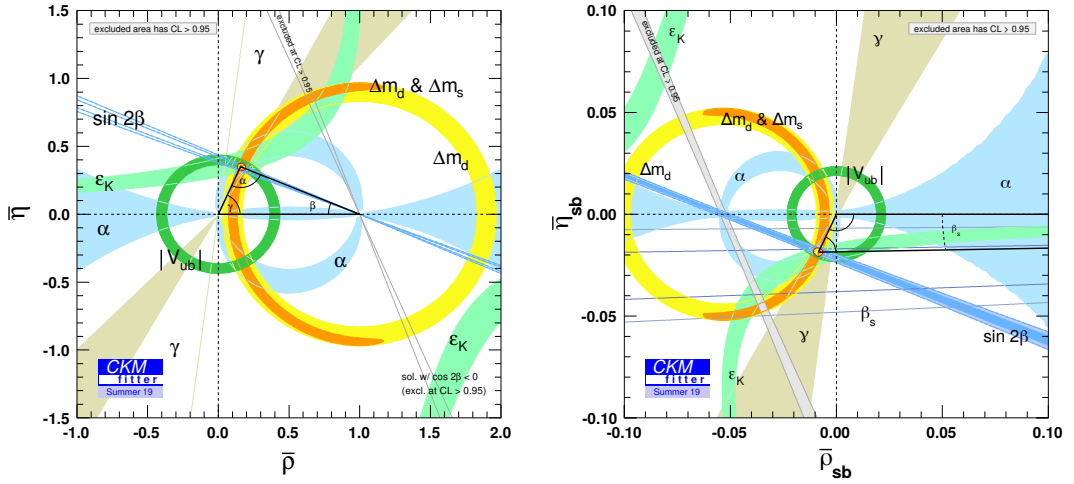 excluded area has CL > 0.95
γ
excluded at CL > 0.95
Δm_d & Δm_s
sin 2β
Δm_d
ε_K
α
α
γ
β
α
|V_ub|
γ
ε_K
sol. w/ cos 2β < 0
(excl. at CL > 0.95)
CKM
fitter
Summer 19
1.5
1.0
0.5
0.0
-0.5
-1.0
-1.5
-1.0
-0.5
0.0
0.5
1.0
1.5
2.0
η̄
ρ̄
excluded area has CL > 0.95
ε_K
excluded at CL > 0.95
γ
Δm_d & Δm_s
Δm_d
α
|V_ub|
α
β_s
β_s
sin 2β
γ
ε_K
CKM
fitter
Summer 19
0.10
0.05
0.00
-0.05
-0.10
-0.10
-0.05
0.00
0.05
0.10
η̄_sb
ρ̄_sb